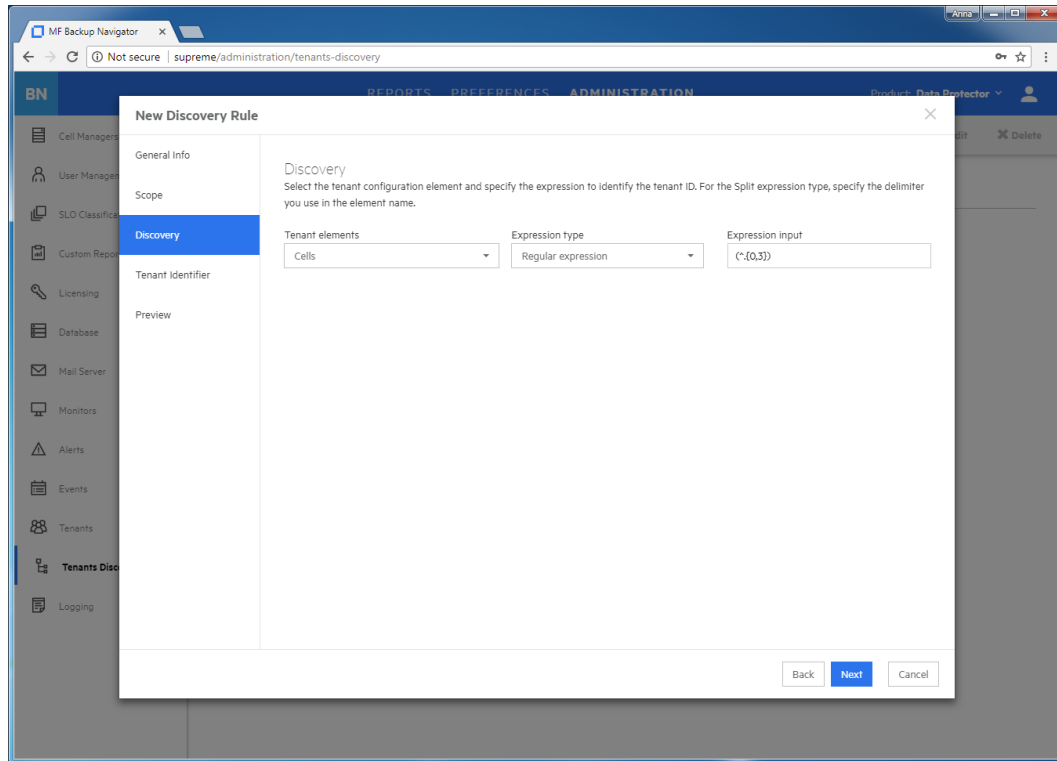 Anna
MF Backup Navigator
Not secure | supreme/administration/tenants-discovery
BN
REPORTS PREFERENCES ADMINISTRATION
Product: Data Protector
New Discovery Rule
Cell Managers
dit
Delete
General Info
User Manage
Scope
SLO Classifica
Discovery
Custom Repor
Tenant Identifier
Licensing
Preview
Database
Mail Server
Monitors
Alerts
Events
Tenants
Tenants Disc
Logging
Discovery
Select the tenant configuration element and specify the expression to identify the tenant ID. For the Split expression type, specify the delimiter
you use in the element name.
Tenant elements Expression type Expression input
Cells Regular expression (^.{0,3})
Back Next Cancel